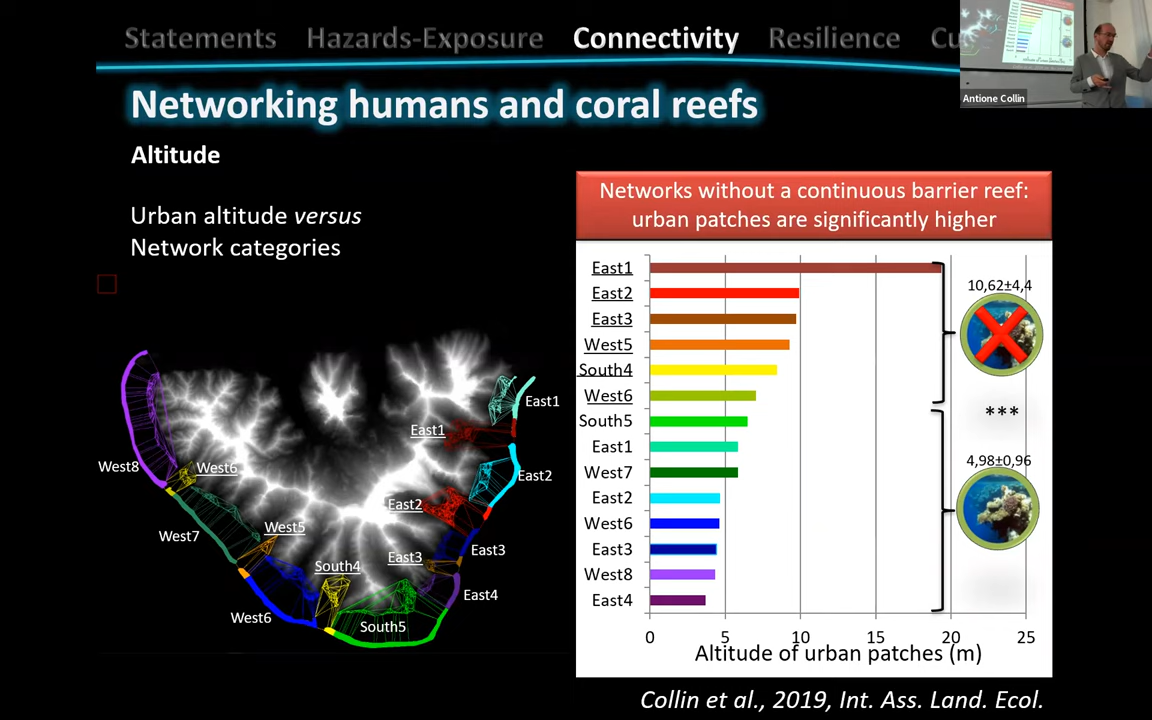 Statements Hazards-Exposure Connectivity Resilience Cu
Antione Collin
Networking humans and coral reefs
Altitude
Urban altitude versus
Network categories
Networks without a continuous barrier reef:
urban patches are significantly higher
East1
East2
East3
West5
South4
West6
South5
East1
West7
East2
West6
East3
West8
East4
0 5 10 15 20 25
Altitude of urban patches (m)
10,62±4,4
***
4,98±0,96
East1
East1
West8
West6
East2
East2
West7
West5
East3
East3
South4
East4
West6
South5
Collin et al., 2019, Int. Ass. Land. Ecol.